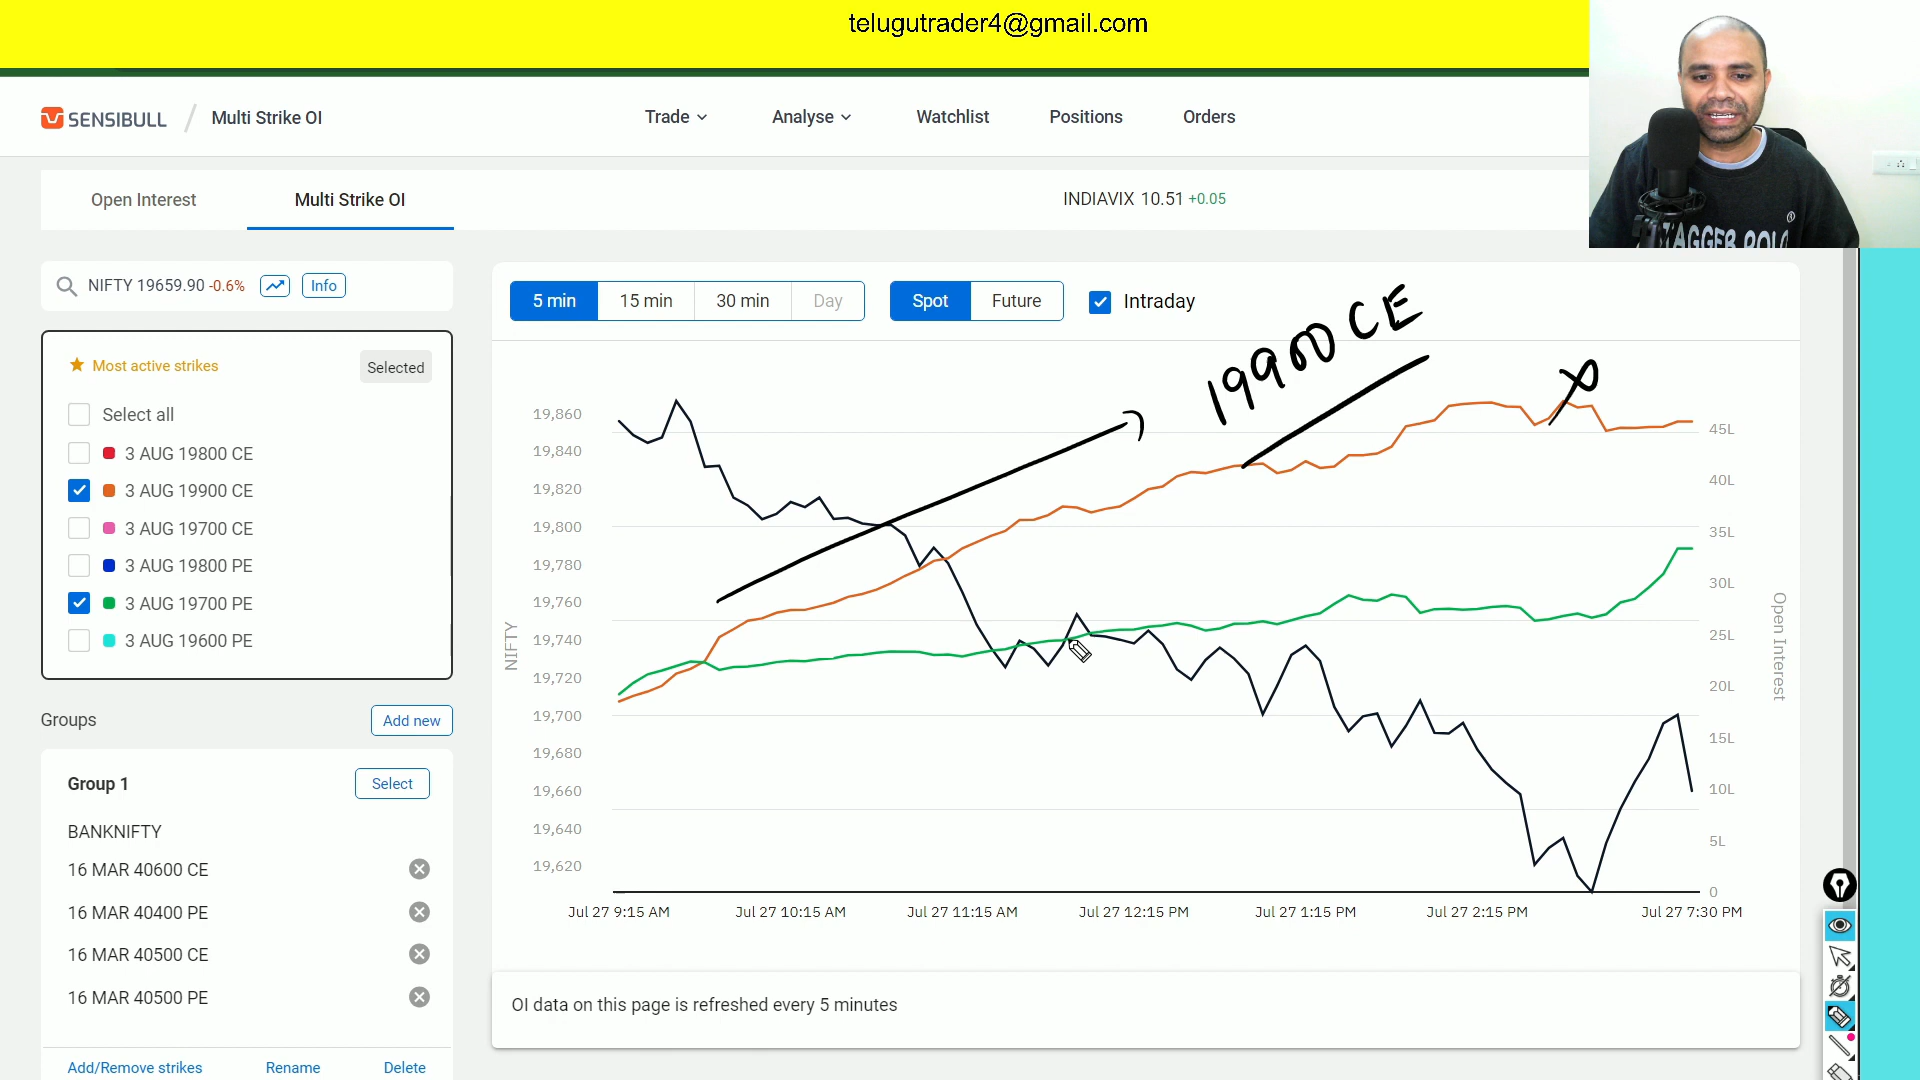 telugutrader4@gmail.com
SENSIBULL / Multi Strike OI
Trade
Analyse
Watchlist
Positions
Orders
Open Interest
Multi Strike OI
INDIAVIX 10.51 +0.05
NIFTY 19659.90 -0.6%
Info
Most active strikes
Selected
Select all
3 AUG 19800 CE
3 AUG 19900 CE
3 AUG 19700 CE
3 AUG 19800 PE
3 AUG 19700 PE
3 AUG 19600 PE
Groups
Add new
Group 1
Select
BANKNIFTY
16 MAR 40600 CE
16 MAR 40400 PE
16 MAR 40500 CE
16 MAR 40500 PE
Add/Remove strikes
Rename
Delete
5 min
15 min
30 min
Day
Spot
Future
Intraday
19900 CE
NIFTY
19,860
19,840
19,820
19,800
19,780
19,760
19,740
19,720
19,700
19,680
19,660
19,640
19,620
45L
40L
35L
30L
25L
20L
15L
10L
5L
0
Open Interest
Jul 27 9:15 AM
Jul 27 10:15 AM
Jul 27 11:15 AM
Jul 27 12:15 PM
Jul 27 1:15 PM
Jul 27 2:15 PM
Jul 27 7:30 PM
OI data on this page is refreshed every 5 minutes